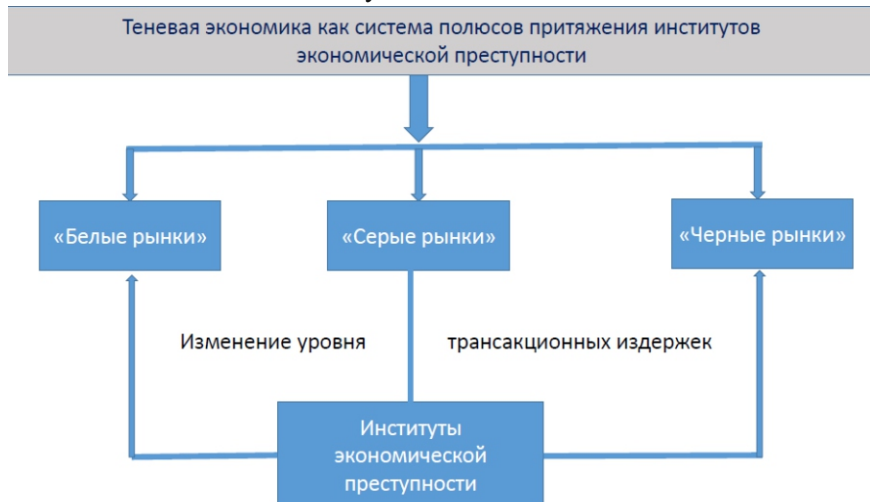 Теневая экономика как система полюсов притяжения институтов
экономической преступности
«Белые рынки»
«Серые рынки»
«Черные рынки»
Изменение уровня
трансакционных издержек
Институты
экономической
преступности